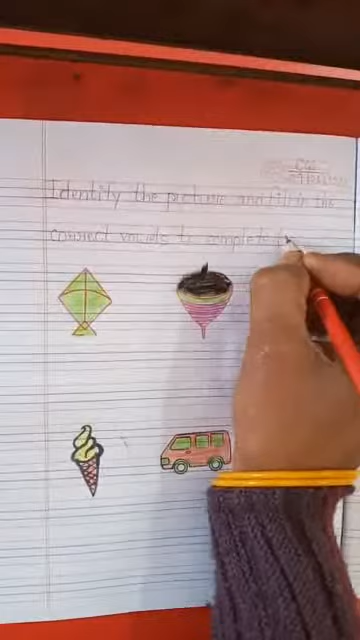 C.W
Identify the picture and fill in the
correct vowels to complete